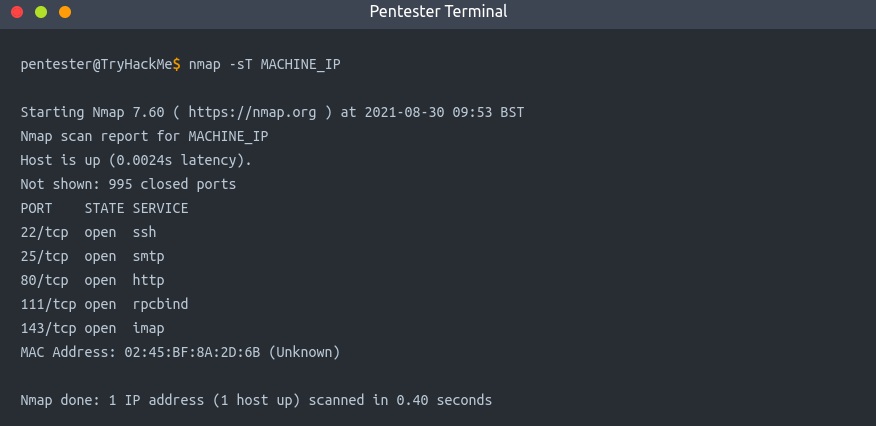 Pentester Terminal
pentester@TryHackMe$ nmap -sT MACHINE_IP
Starting Nmap 7.60 ( https://nmap.org ) at 2021-08-30 09:53 BST
Nmap scan report for MACHINE_IP
Host is up (0.0024s latency).
Not shown: 995 closed ports
PORT    STATE SERVICE
22/tcp  open  ssh
25/tcp  open  smtp
80/tcp  open  http
111/tcp open  rpcbind
143/tcp open  imap
MAC Address: 02:45:BF:8A:2D:6B (Unknown)
Nmap done: 1 IP address (1 host up) scanned in 0.40 seconds